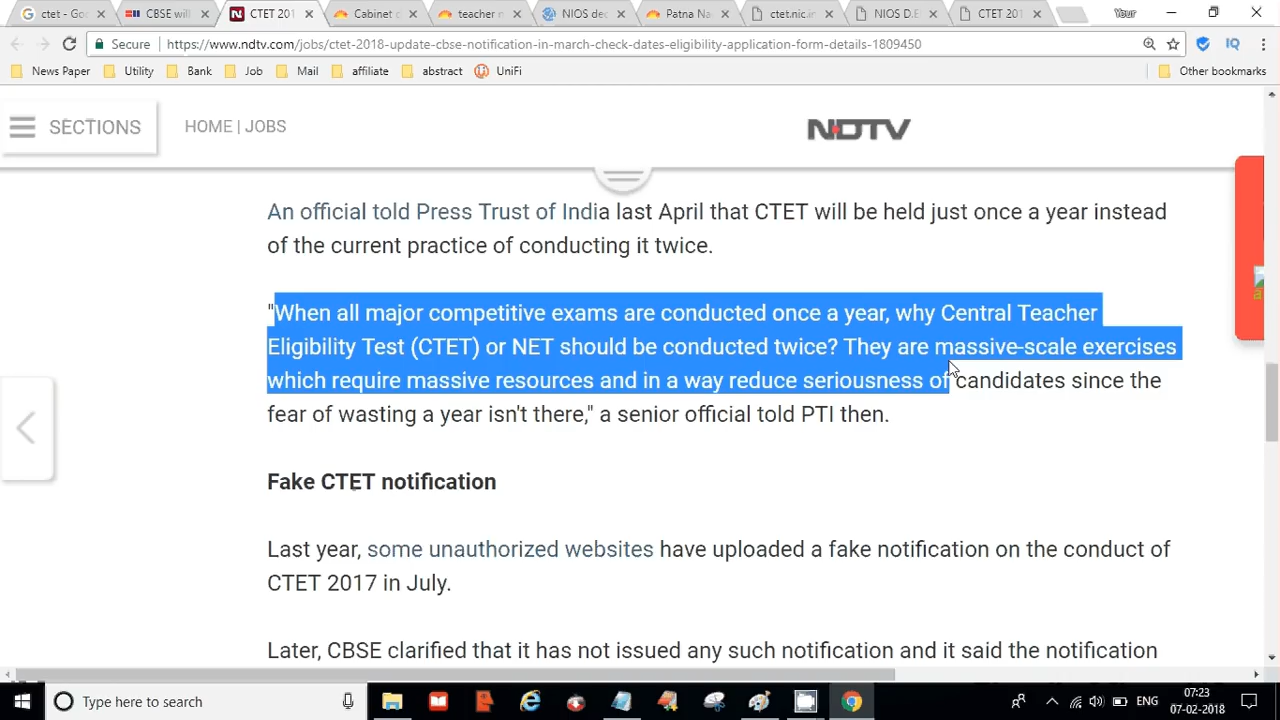 ctet - Goo
CBSE will
CTET 201
Cabinet c
teacher n
NIOS dec
Patna Na
ctet.nic.in
NIOS D.E
CTET 201
Your
Secure
https://www.ndtv.com/jobs/ctet-2018-update-cbse-notification-in-march-check-dates-eligibility-application-form-details-1809450
IQ
News Paper
Utility
Bank
Job
Mail
affiliate
abstract
UniFi
Other bookmarks
SECTIONS
HOME | JOBS
NDTV
An official told Press Trust of India last April that CTET will be held just once a year instead
of the current practice of conducting it twice.
"When all major competitive exams are conducted once a year, why Central Teacher
Eligibility Test (CTET) or NET should be conducted twice? They are massive-scale exercises
which require massive resources and in a way reduce seriousness of candidates since the
fear of wasting a year isn't there," a senior official told PTI then.
Fake CTET notification
Last year, some unauthorized websites have uploaded a fake notification on the conduct of
CTET 2017 in July.
Later, CBSE clarified that it has not issued any such notification and it said the notification
Type here to search
ENG
07:23
07-02-2018